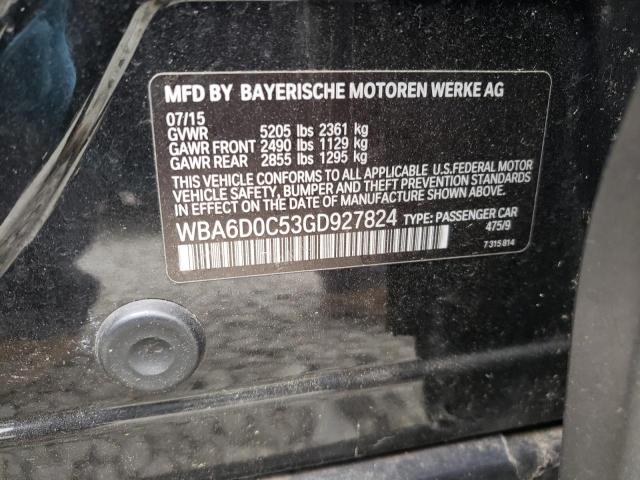 MFD BY BAYERISCHE MOTOREN WERKE AG
07/15
GVWR 5205 lbs 2361 kg
GAWR FRONT 2490 lbs 1129 kg
GAWR REAR 2855 lbs 1295 kg
THIS VEHICLE CONFORMS TO ALL APPLICABLE U.S.FEDERAL MOTOR
VEHICLE SAFETY, BUMPER AND THEFT PREVENTION STANDARDS
IN EFFECT ON THE DATE OF MANUFACTURE SHOWN ABOVE.
WBA6D0C53GD927824 TYPE: PASSENGER CAR
475/9
7 315 814